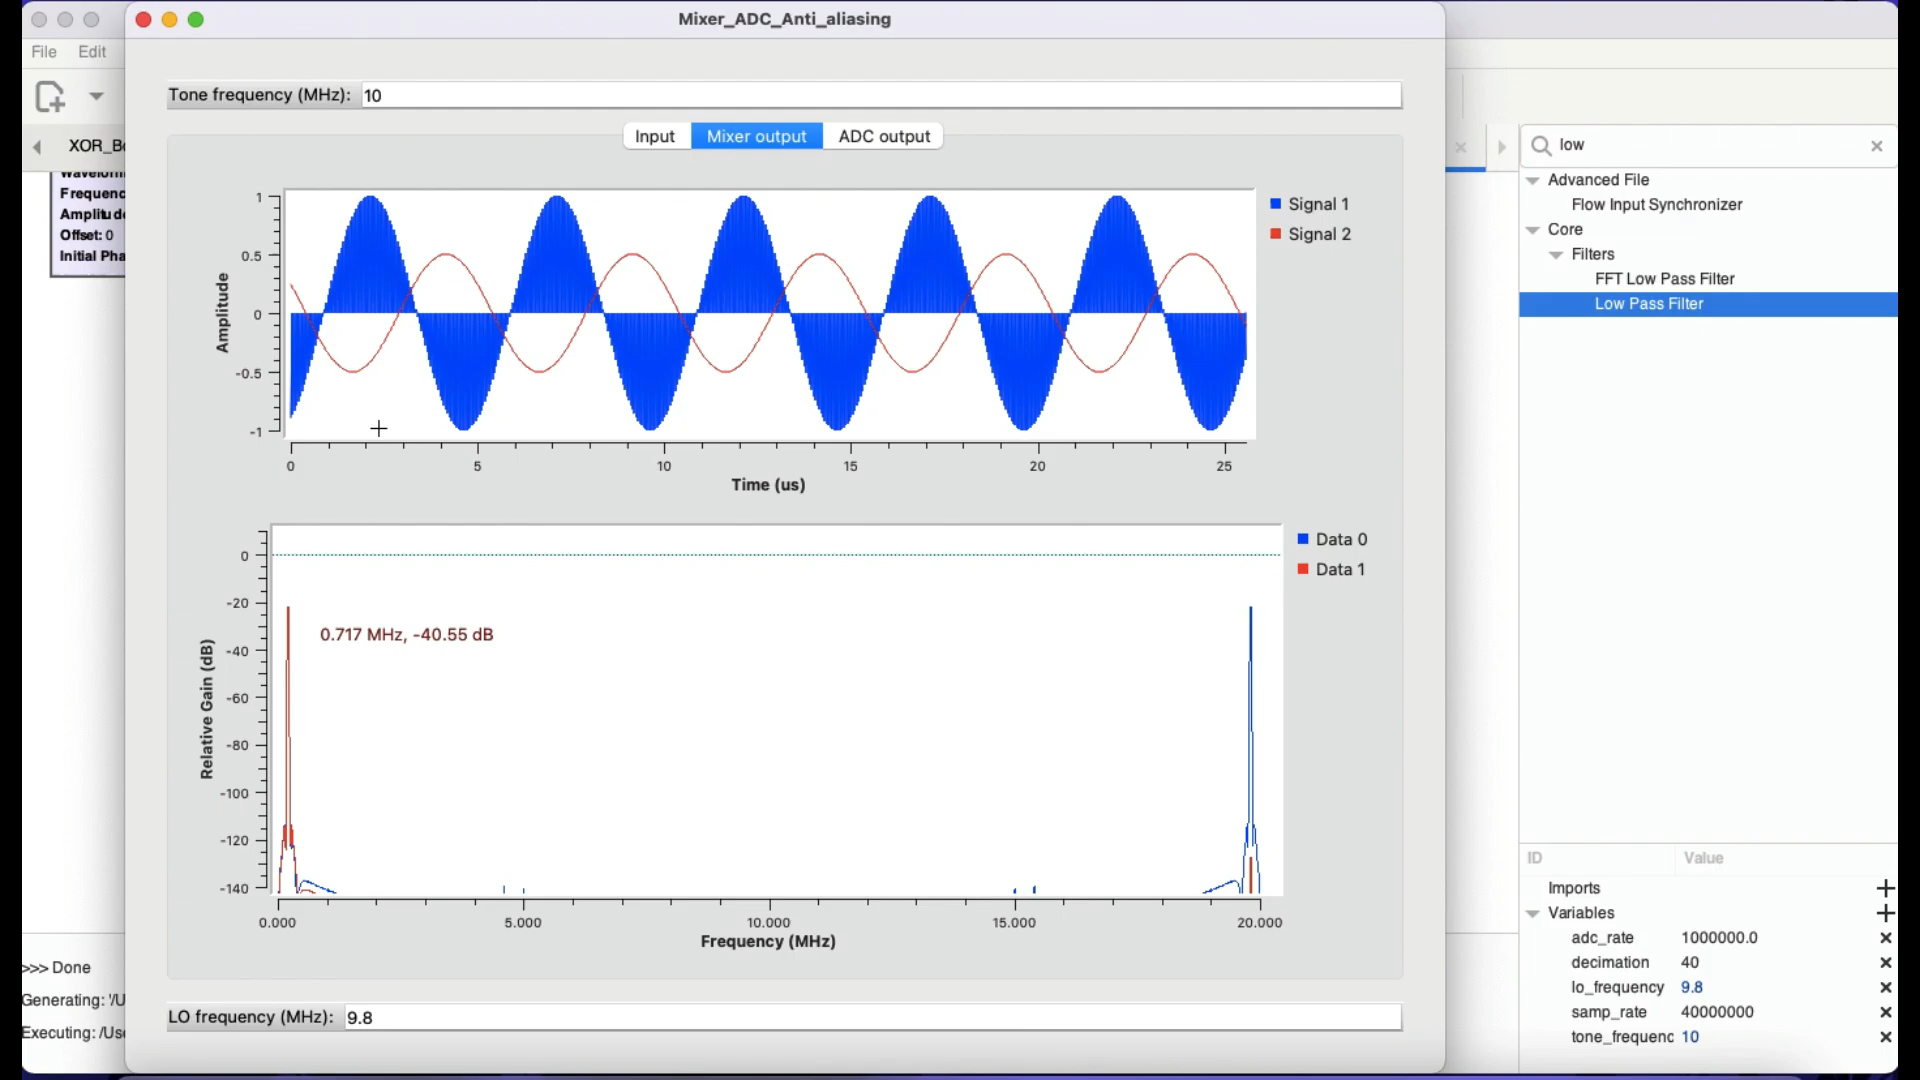 Mixer_ADC_Anti_aliasing
File Edit
Tone frequency (MHz): 10
Input Mixer output ADC output
XOR_B
low
Waveform
Frequenc
Amplitude
Offset: 0
Initial Pha
Advanced File
Flow Input Synchronizer
Core
Filters
FFT Low Pass Filter
Low Pass Filter
Signal 1
Signal 2
Amplitude
1
0.5
0
-0.5
-1
0 5 10 15 20 25
Time (us)
Data 0
Data 1
0.717 MHz, -40.55 dB
Relative Gain (dB)
0
-20
-40
-60
-80
-100
-120
-140
0.000 5.000 10.000 15.000 20.000
Frequency (MHz)
LO frequency (MHz): 9.8
>>> Done
Generating: '/U
Executing: /Use
ID Value
Imports
Variables
adc_rate 1000000.0
decimation 40
lo_frequency 9.8
samp_rate 40000000
tone_frequenc 10